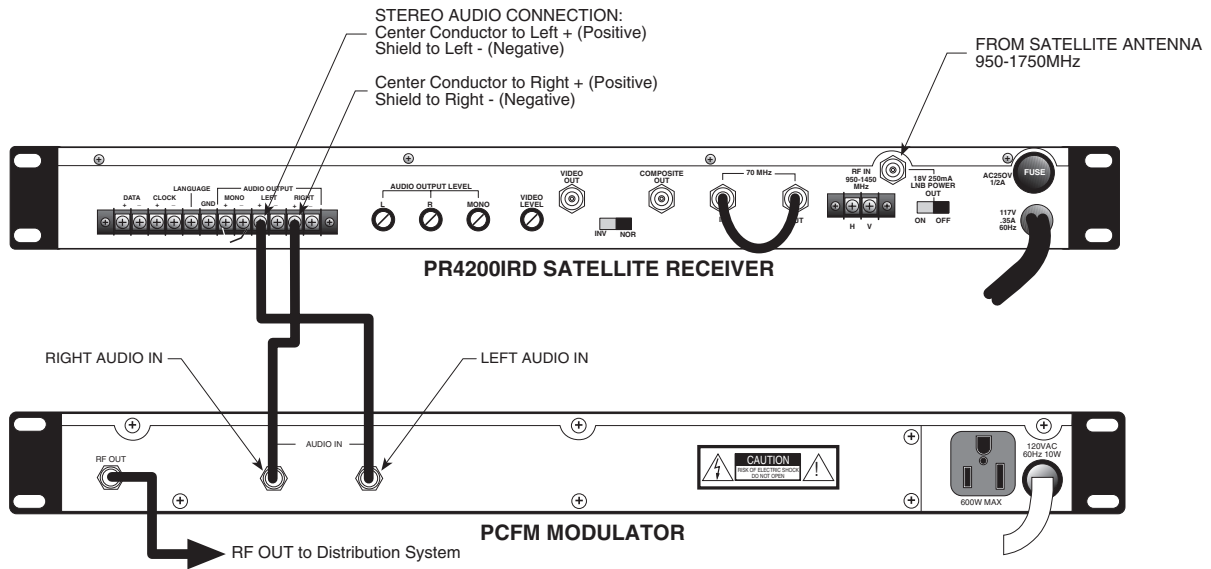 STEREO AUDIO CONNECTION:
Center Conductor to Left + (Positive)
Shield to Left - (Negative)
Center Conductor to Right + (Positive)
Shield to Right - (Negative)
FROM SATELLITE ANTENNA
950-1750MHz
DATA
+ -
CLOCK
+ -
LANGUAGE
GND
AUDIO OUTPUT
MONO
+ -
LEFT
+ -
RIGHT
+ -
AUDIO OUTPUT LEVEL
L
R
MONO
VIDEO
LEVEL
VIDEO
OUT
INV
NOR
COMPOSITE
OUT
70 MHz
RF IN
950-1450
MHz
H V
18V 250mA
LNB POWER
OUT
ON OFF
AC25OV
1/2A
FUSE
117V
.35A
60Hz
PR4200IRD SATELLITE RECEIVER
RIGHT AUDIO IN
LEFT AUDIO IN
RF OUT
AUDIO IN
CAUTION
RISK OF ELECTRIC SHOCK
DO NOT OPEN
600W MAX
120VAC
60Hz 10W
PCFM MODULATOR
RF OUT to Distribution System